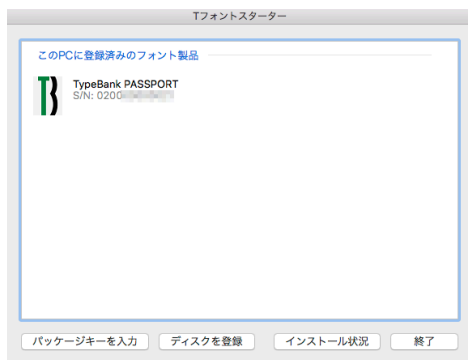 Tフォントスターター
このPCに登録済みのフォント製品
TypeBank PASSPORT
S/N: 0200
パッケージキーを入力
ディスクを登録
インストール状況
終了